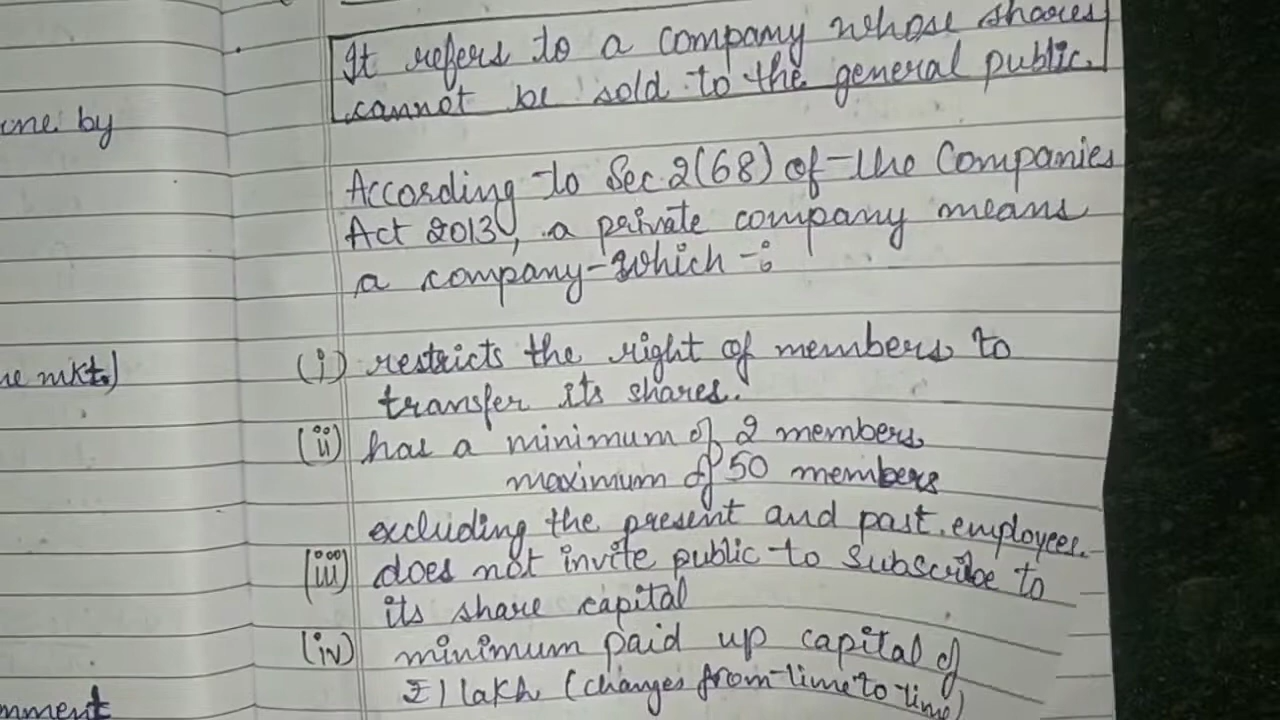 It refers to a company whose shares
cannot be sold to the general public.
by
According to Sec 2(68) of the Companies
Act 2013, a private company means
a company which -:
mkt.)
(i) restricts the right of members to
transfer its shares.
(ii) has a minimum of 2 members
maximum of 50 members
excluding the present and past employees.
(iii) does not invite public to subscribe to
its share capital
(iv) minimum paid up capital of
₹1 lakh (changes from time to time)